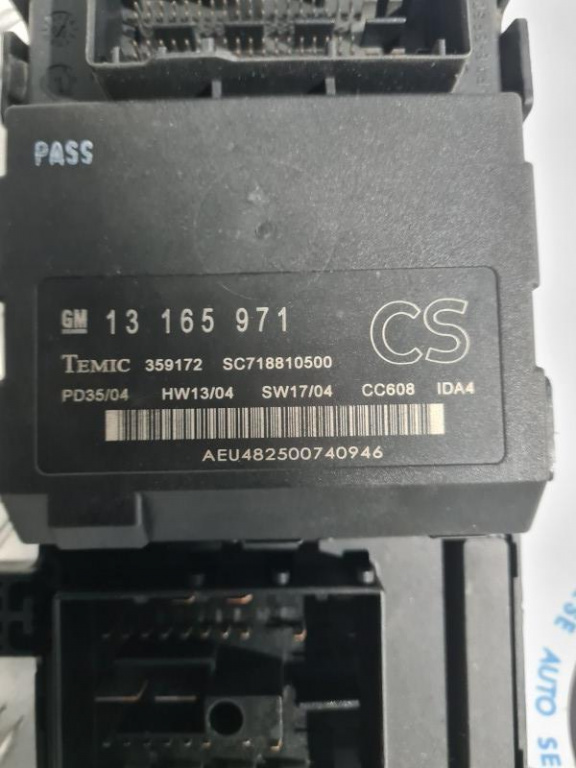 PASS
GM 13 165 971
CS
TEMIC 359172 SC718810500
PD35/04 HW13/04 SW17/04 CC608 IDA4
AEU482500740946
SE AUTO SE